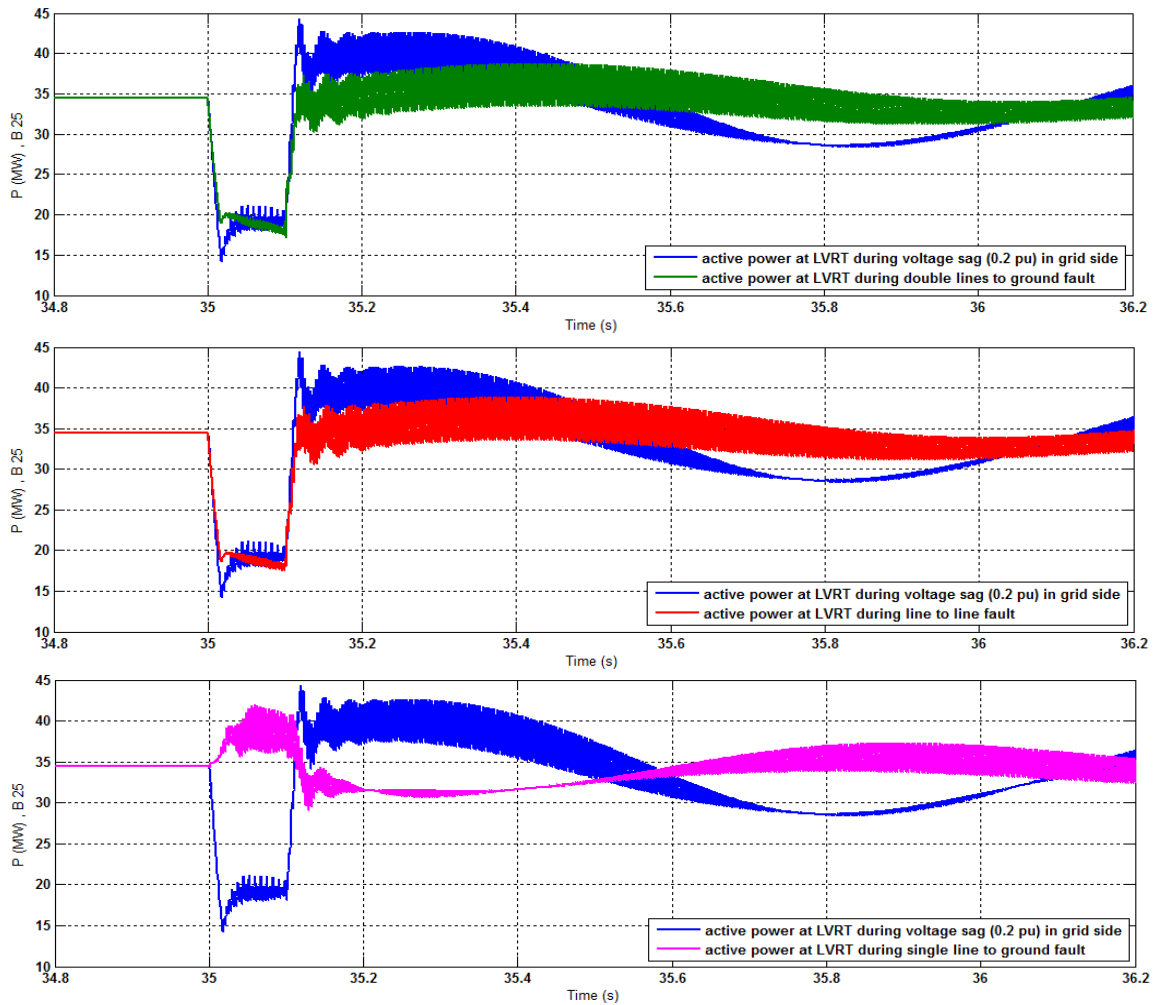 45
40
35
30
25
20
15
10
P (MW) , B 25
active power at LVRT during voltage sag (0.2 pu) in grid side
active power at LVRT during double lines to ground fault
34.8 35 35.2 35.4 35.6 35.8 36 36.2
Time (s)
45
40
35
30
25
20
15
10
P (MW) , B 25
active power at LVRT during voltage sag (0.2 pu) in grid side
active power at LVRT during line to line fault
34.8 35 35.2 35.4 35.6 35.8 36 36.2
Time (s)
45
40
35
30
25
20
15
10
P (MW) , B 25
active power at LVRT during voltage sag (0.2 pu) in grid side
active power at LVRT during single line to ground fault
34.8 35 35.2 35.4 35.6 35.8 36 36.2
Time (s)